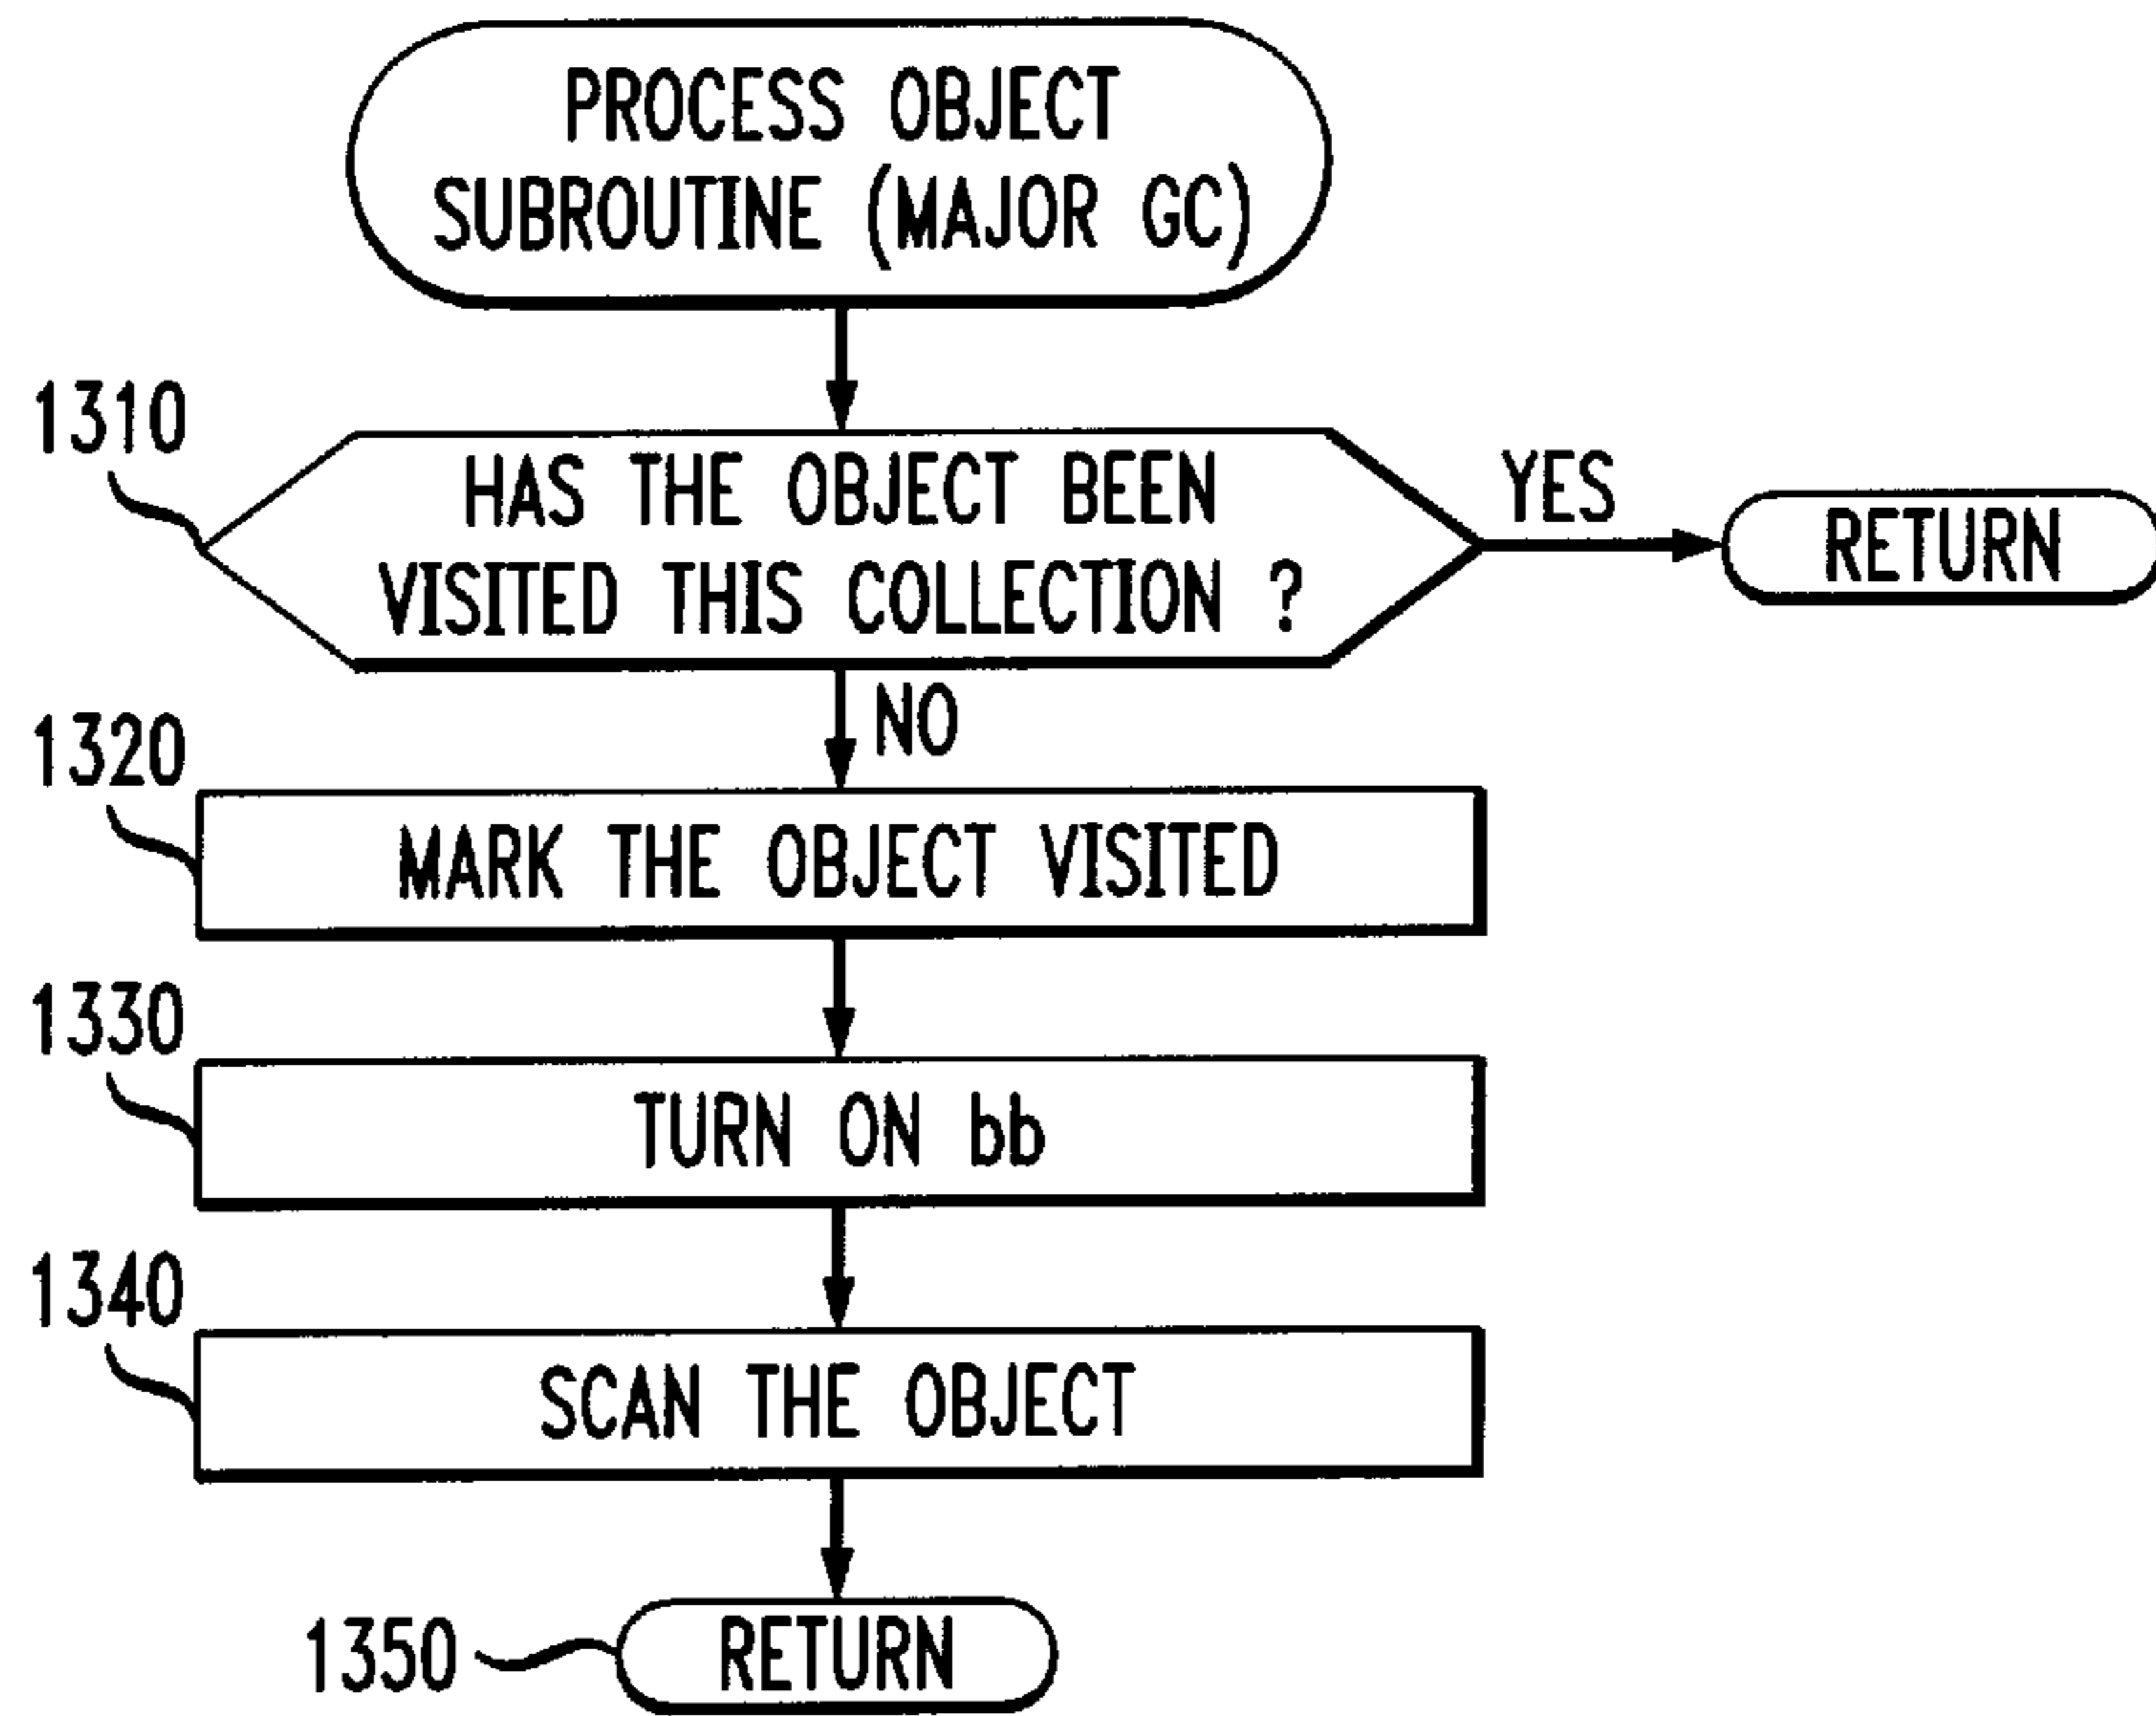 PROCESS OBJECT
SUBROUTINE (MAJOR GC)
1310
HAS THE OBJECT BEEN
VISITED THIS COLLECTION ?
YES
RETURN
NO
1320
MARK THE OBJECT VISITED
1330
TURN ON bb
1340
SCAN THE OBJECT
1350
RETURN